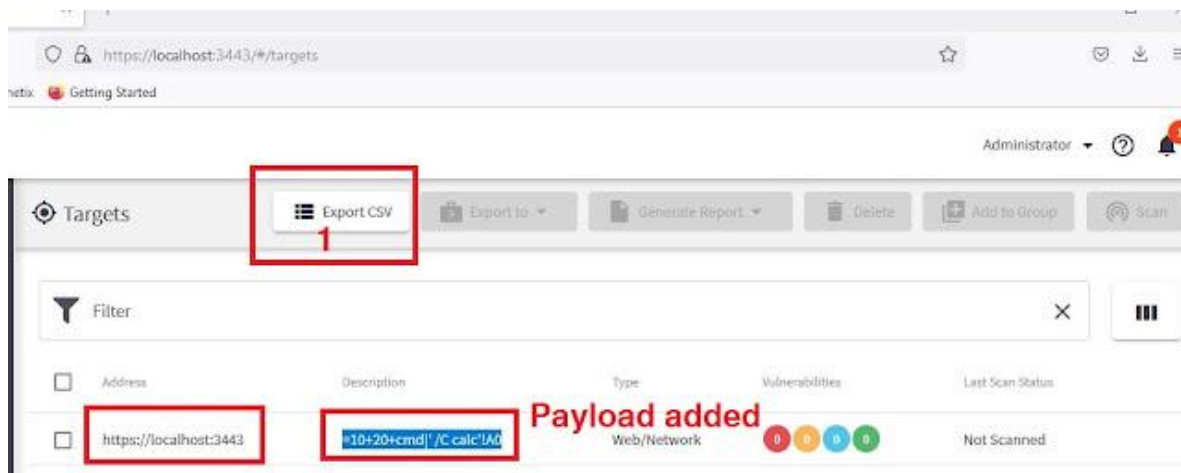 https://localhost:3443/#/targets
netix Getting Started
Administrator
Targets
Export CSV
Export to
Generate Report
Delete
Add to Group
Scan
1
Filter
Address Description Type Vulnerabilities Last Scan Status
Payload added
https://localhost:3443 =10+20+cmd|' /C calc'!A0 Web/Network 0 0 0 0 Not Scanned